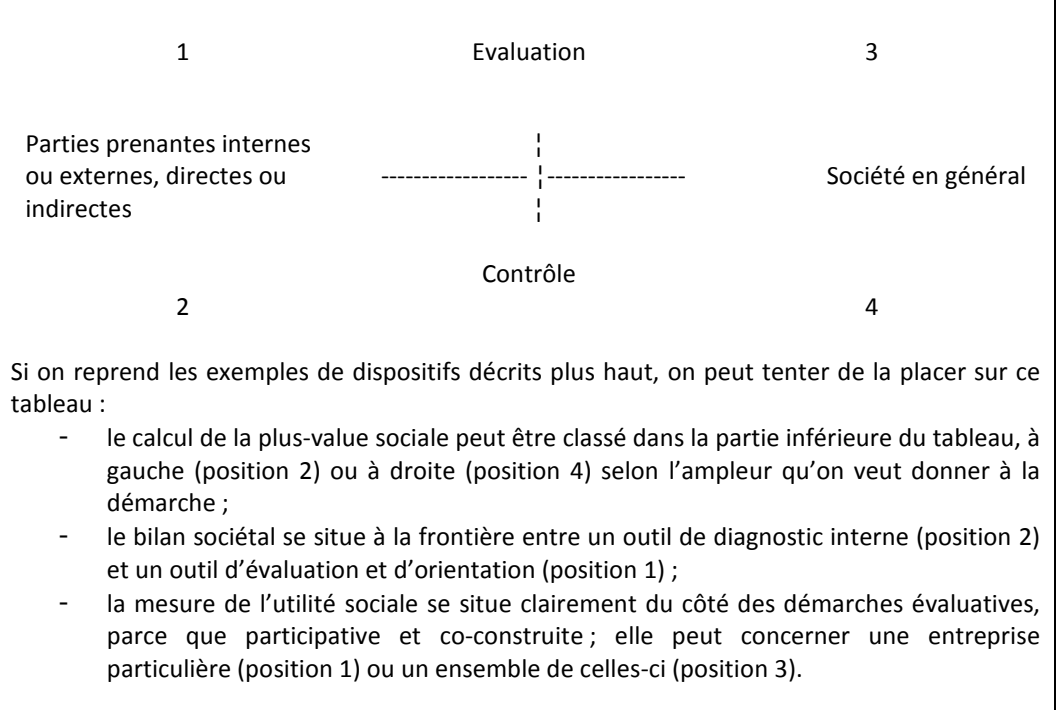 1 Evaluation 3
Parties prenantes internes
ou externes, directes ou
indirectes
------------------ ¦----------------- Société en général
Contrôle
2 4
Si on reprend les exemples de dispositifs décrits plus haut, on peut tenter de la placer sur ce
tableau :
- le calcul de la plus-value sociale peut être classé dans la partie inférieure du tableau, à
gauche (position 2) ou à droite (position 4) selon l’ampleur qu’on veut donner à la
démarche ;
- le bilan sociétal se situe à la frontière entre un outil de diagnostic interne (position 2)
et un outil d’évaluation et d’orientation (position 1) ;
- la mesure de l’utilité sociale se situe clairement du côté des démarches évaluatives,
parce que participative et co-construite ; elle peut concerner une entreprise
particulière (position 1) ou un ensemble de celles-ci (position 3).